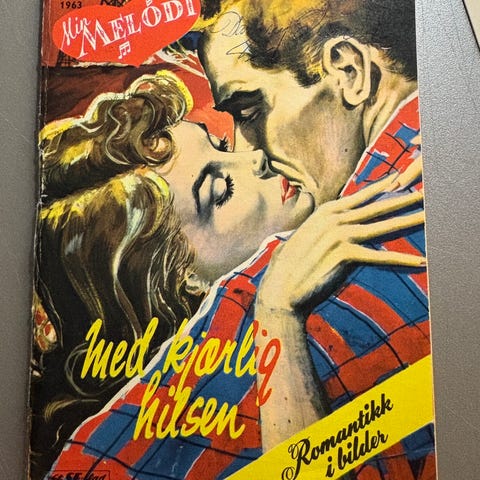 1963
Min
MELODI
med kjærlig
hilsen
Romantikk
i bilder